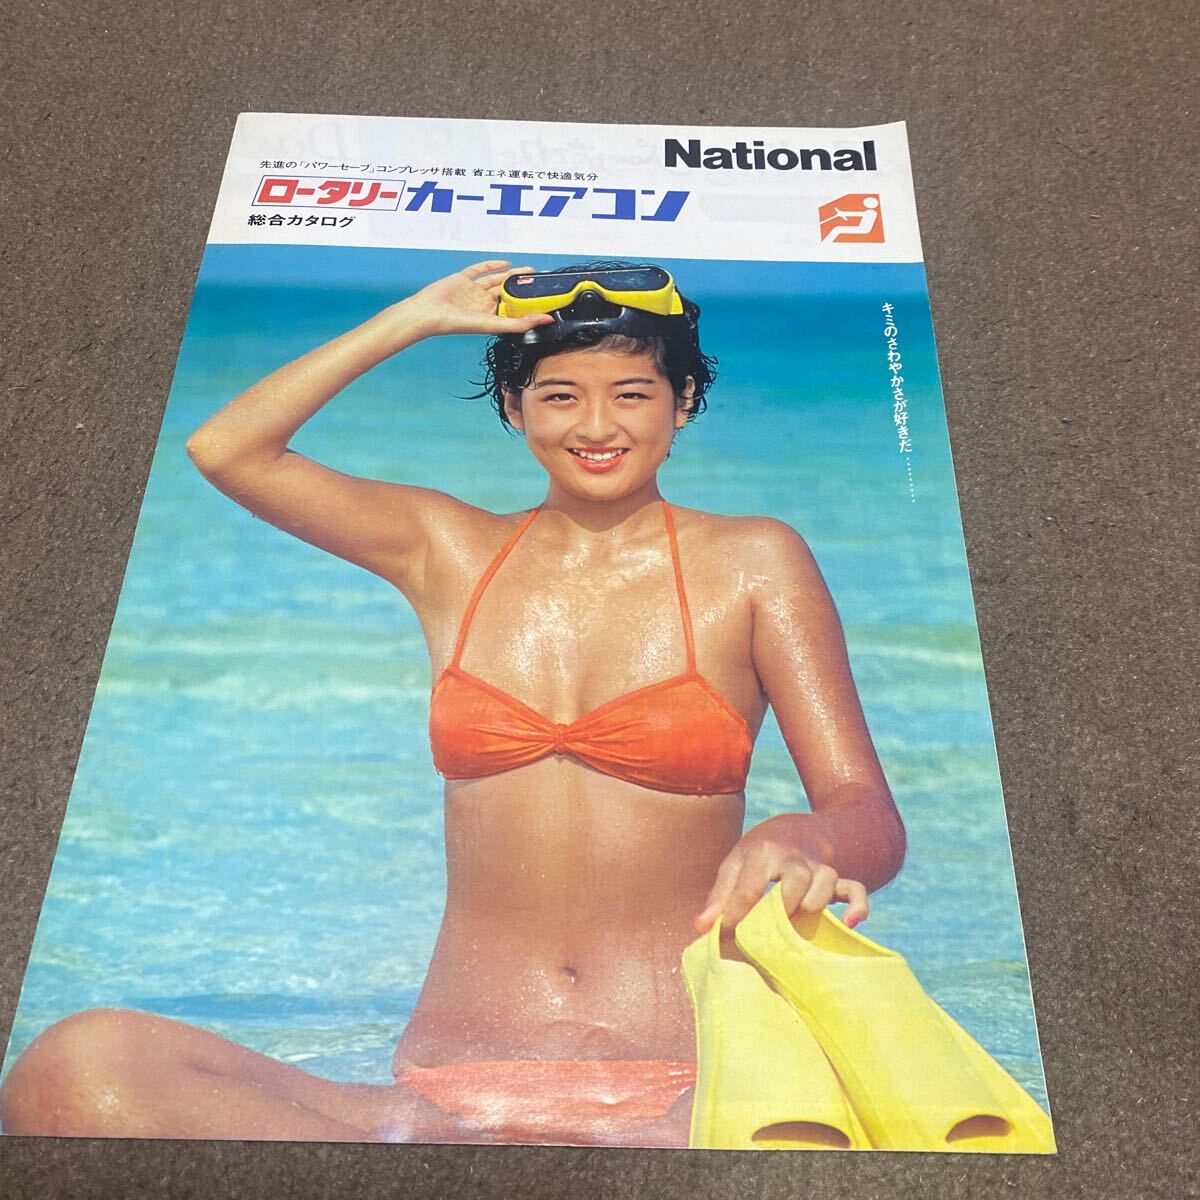 National
先進の「パワーセーブ」コンプレッサ搭載 省エネ運転で快適気分
ロータリーカーエアコン
総合カタログ
キミのさわやかさが好きだ………